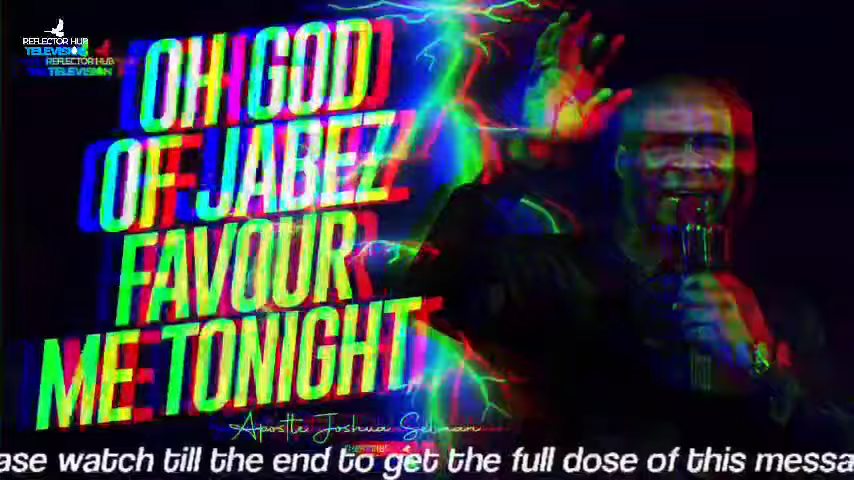 REFLECTOR HUB
TELEVISION
REFLECTOR HUB
TELEVISION
OH GOD
OF JABEZ
FAVOUR
ME TONIGHT
Apostle Joshua Selman
ase watch till the end to get the full dose of this messa